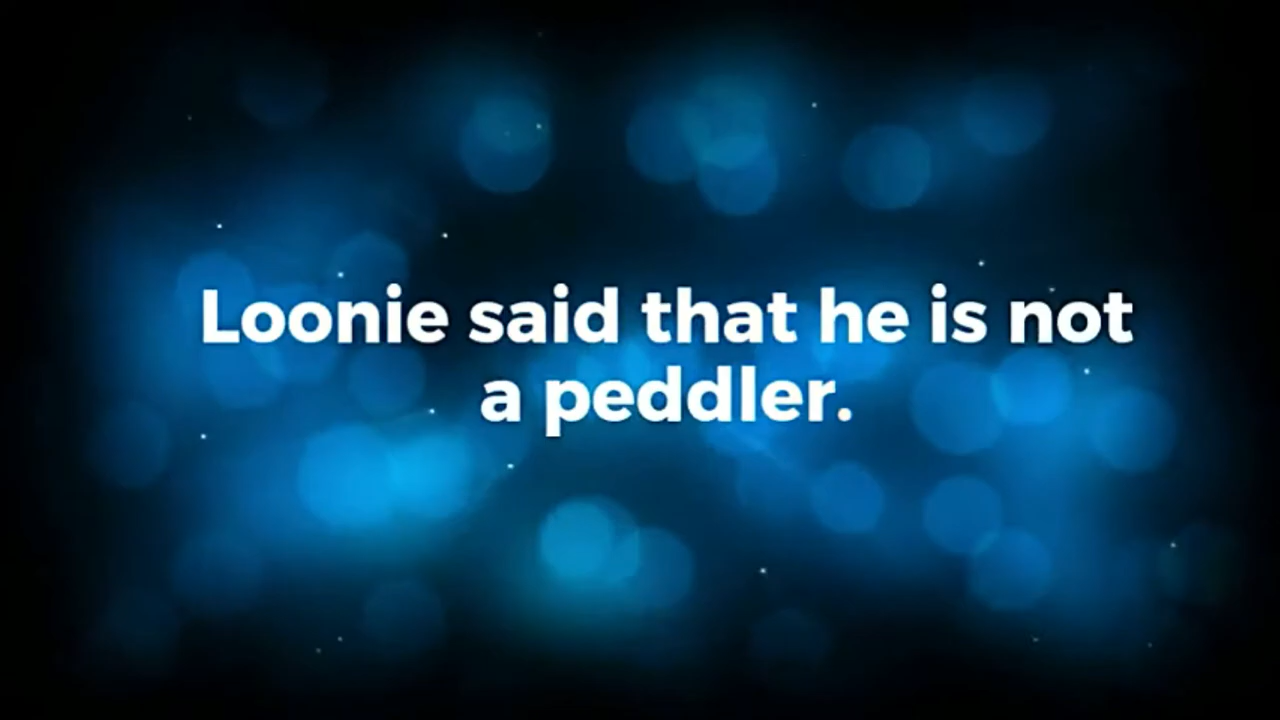 Loonie said that he is not
a peddler.